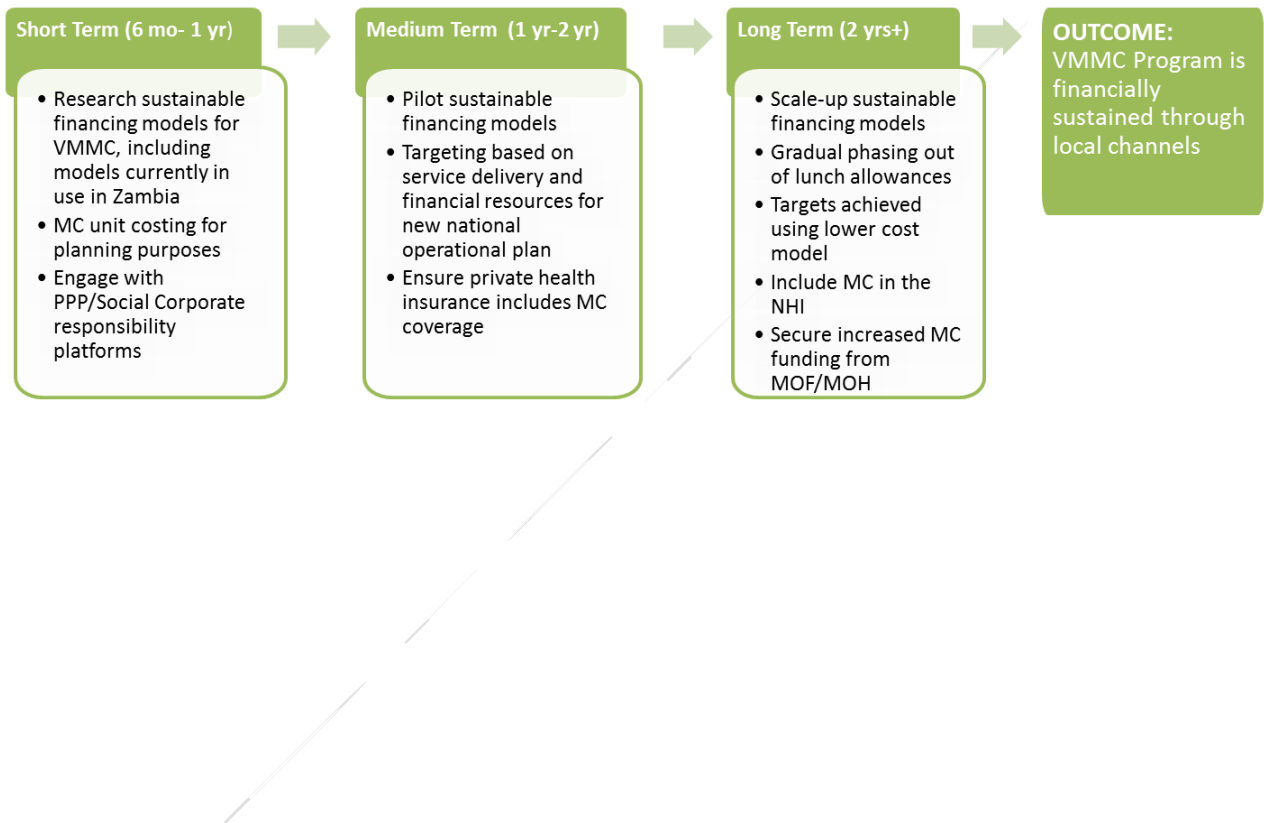 Short Term (6 mo- 1 yr)
• Research sustainable
financing models for
VMMC, including
models currently in
use in Zambia
• MC unit costing for
planning purposes
• Engage with
PPP/Social Corporate
responsibility
platforms
Medium Term (1 yr-2 yr)
• Pilot sustainable
financing models
• Targeting based on
service delivery and
financial resources for
new national
operational plan
• Ensure private health
insurance includes MC
coverage
Long Term (2 yrs+)
• Scale-up sustainable
financing models
• Gradual phasing out
of lunch allowances
• Targets achieved
using lower cost
model
• Include MC in the
NHI
• Secure increased MC
funding from
MOF/MOH
OUTCOME:
VMMC Program is
financially
sustained through
local channels